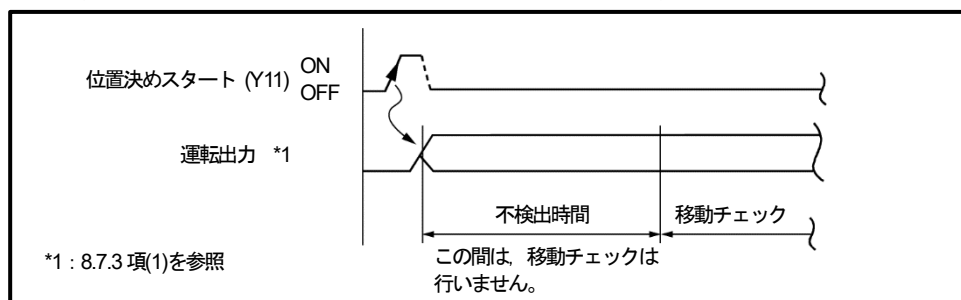 位置決めスタート (Y11) ON
OFF
運転出力 *1
不検出時間 移動チェック
*1：8.7.3 項(1)を参照
この間は，移動チェックは
行いません。